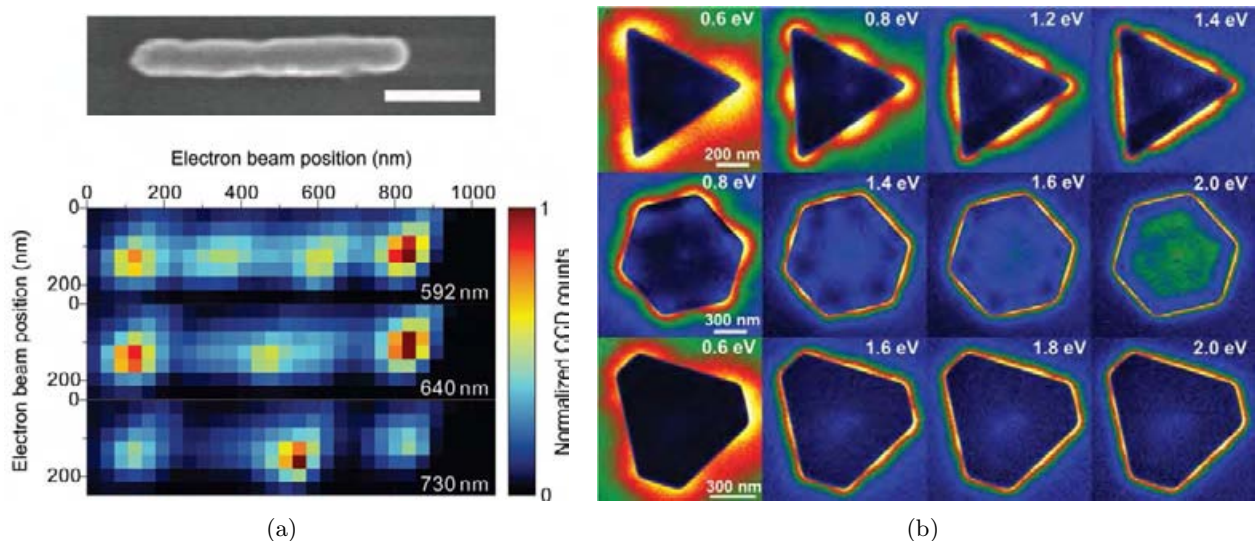 Electron beam position (nm)
0 200 400 600 800 1000
Electron beam position (nm)
0
200
0
200
0
200
592 nm
640 nm
730 nm
1
0
Normalized CCD counts
(a)
0.6 eV 0.8 eV 1.2 eV 1.4 eV
200 nm
0.8 eV 1.4 eV 1.6 eV 2.0 eV
300 nm
0.6 eV 1.6 eV 1.8 eV 2.0 eV
300 nm
(b)